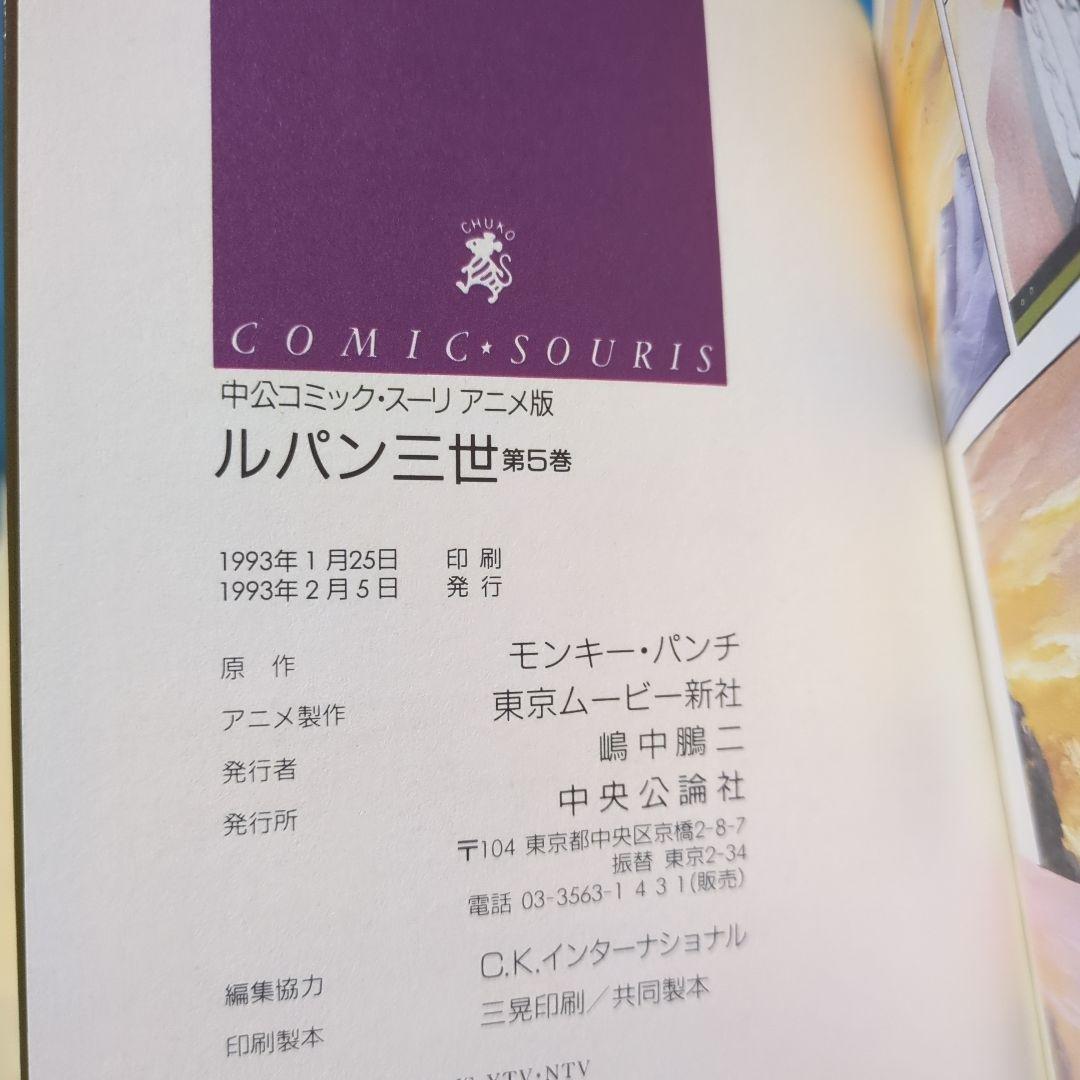 CHUKO
COMIC★SOURIS
中公コミック・スーリ アニメ版
ルパン三世 第5巻
1993年1月25日 印刷
1993年2月5日 発行
原作 モンキー・パンチ
アニメ製作 東京ムービー新社
発行者 嶋中鵬二
発行所 中央公論社
〒104 東京都中央区京橋2-8-7
振替 東京2-34
電話 03-3563-1431(販売)
編集協力 C.K.インターナショナル
印刷製本 三晃印刷/共同製本
YTV・NTV